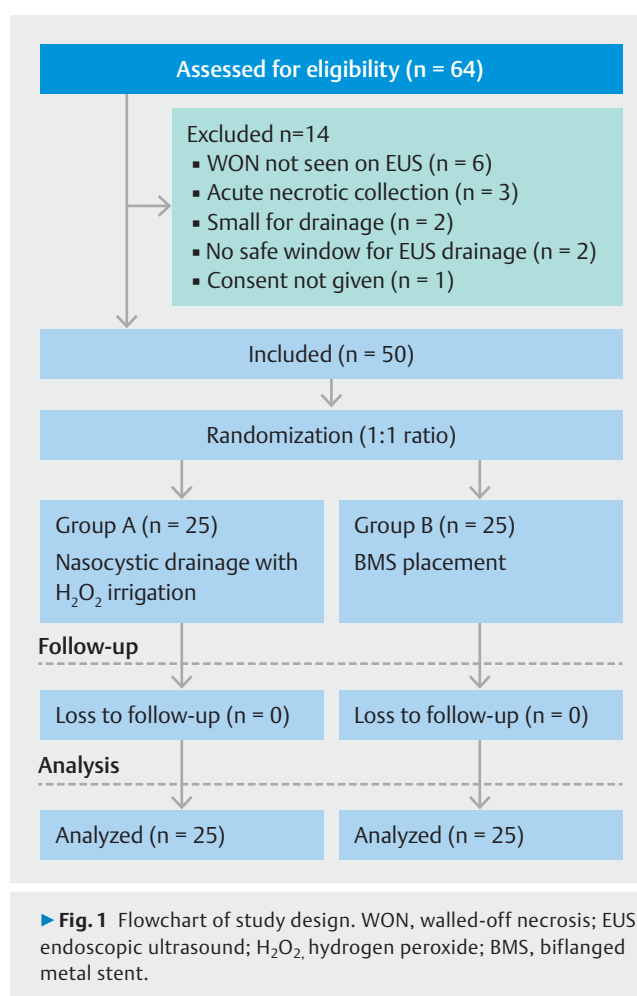 Assessed for eligibility (n = 64)
Excluded n=14
▪ WON not seen on EUS (n = 6)
▪ Acute necrotic collection (n = 3)
▪ Small for drainage (n = 2)
▪ No safe window for EUS drainage (n = 2)
▪ Consent not given (n = 1)
Included (n = 50)
Randomization (1:1 ratio)
Group A (n = 25)
Nasocystic drainage with
H₂O₂ irrigation
Group B (n = 25)
BMS placement
Follow-up
Loss to follow-up (n = 0)
Loss to follow-up (n = 0)
Analysis
Analyzed (n = 25)
Analyzed (n = 25)
▶ Fig. 1 Flowchart of study design. WON, walled-off necrosis; EUS
endoscopic ultrasound; H₂O₂, hydrogen peroxide; BMS, biflanged
metal stent.